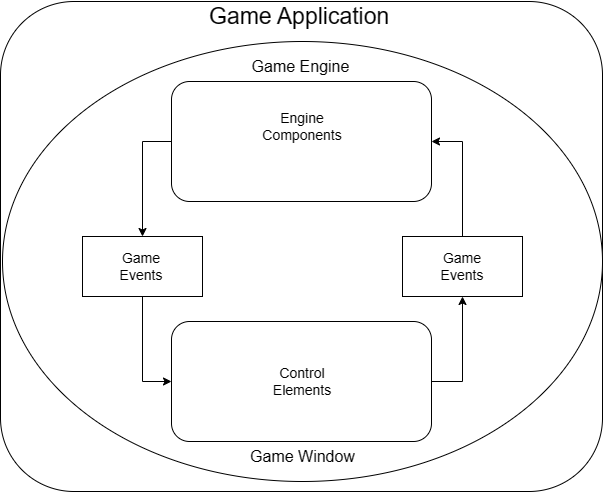 Game Application
Game Engine
Engine
Components
Game
Events
Game
Events
Control
Elements
Game Window